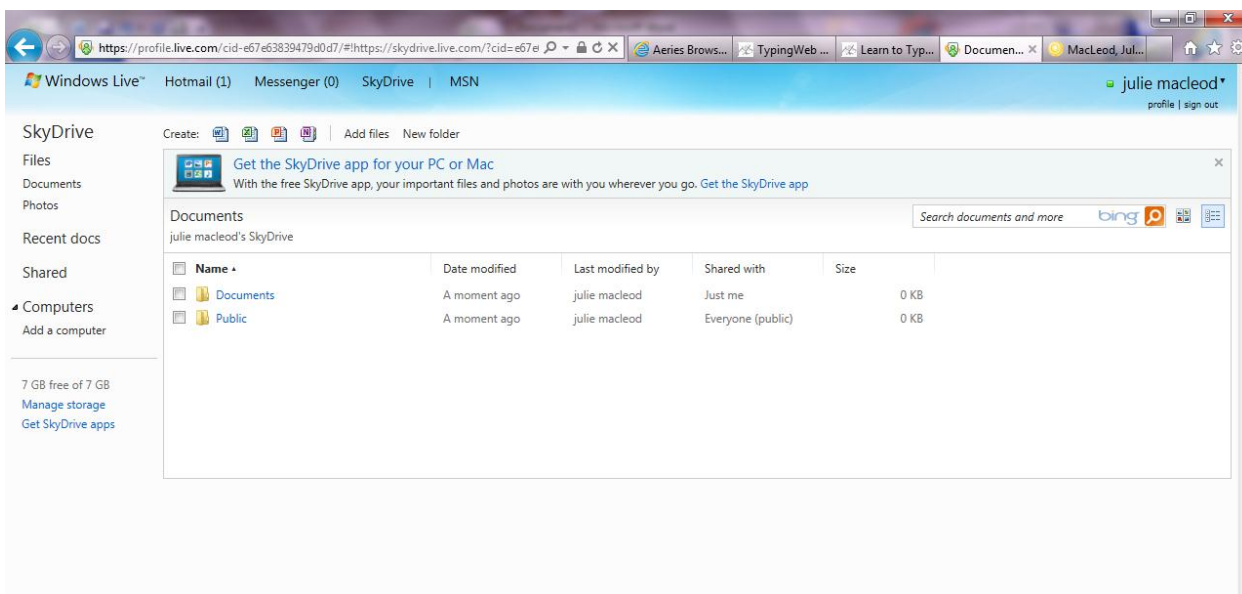 https://profile.live.com/cid-e67e63839479d0d7/#!https://skydrive.live.com/?cid=e67e Aeries Brows... TypingWeb ... Learn to Typ... Documen... MacLeod, Jul...
Windows Live™ Hotmail (1) Messenger (0) SkyDrive | MSN julie macleod
profile | sign out
SkyDrive
Files
Documents
Photos
Recent docs
Shared
Computers
Add a computer
7 GB free of 7 GB
Manage storage
Get SkyDrive apps
Create: Add files New folder
Get the SkyDrive app for your PC or Mac
With the free SkyDrive app, your important files and photos are with you wherever you go. Get the SkyDrive app
Documents Search documents and more bing
julie macleod's SkyDrive
Name Date modified Last modified by Shared with Size
Documents A moment ago julie macleod Just me 0 KB
Public A moment ago julie macleod Everyone (public) 0 KB